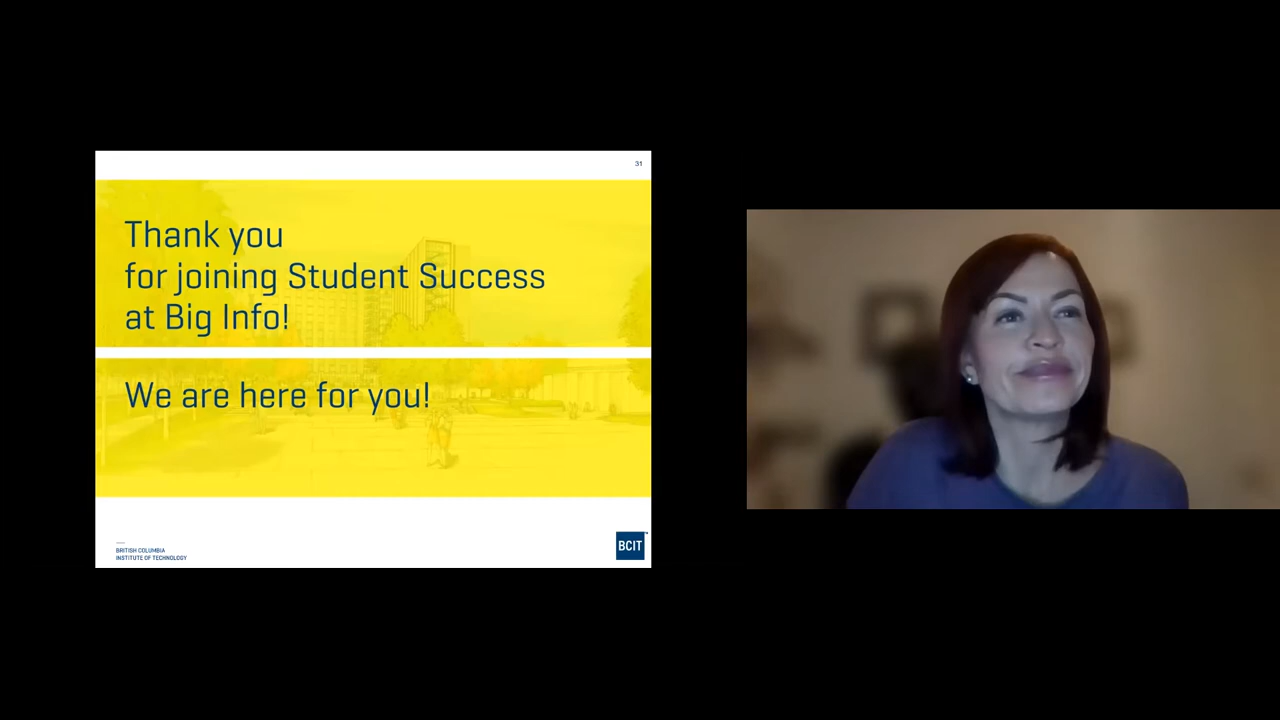 31
Thank you
for joining Student Success
at Big Info!
We are here for you!
BRITISH COLUMBIA
INSTITUTE OF TECHNOLOGY
BCIT